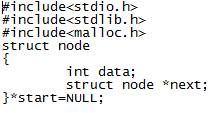 #include<stdio.h>
#include<stdlib.h>
#include<malloc.h>
struct node
{
        int data;
        struct node *next;
}*start=NULL;